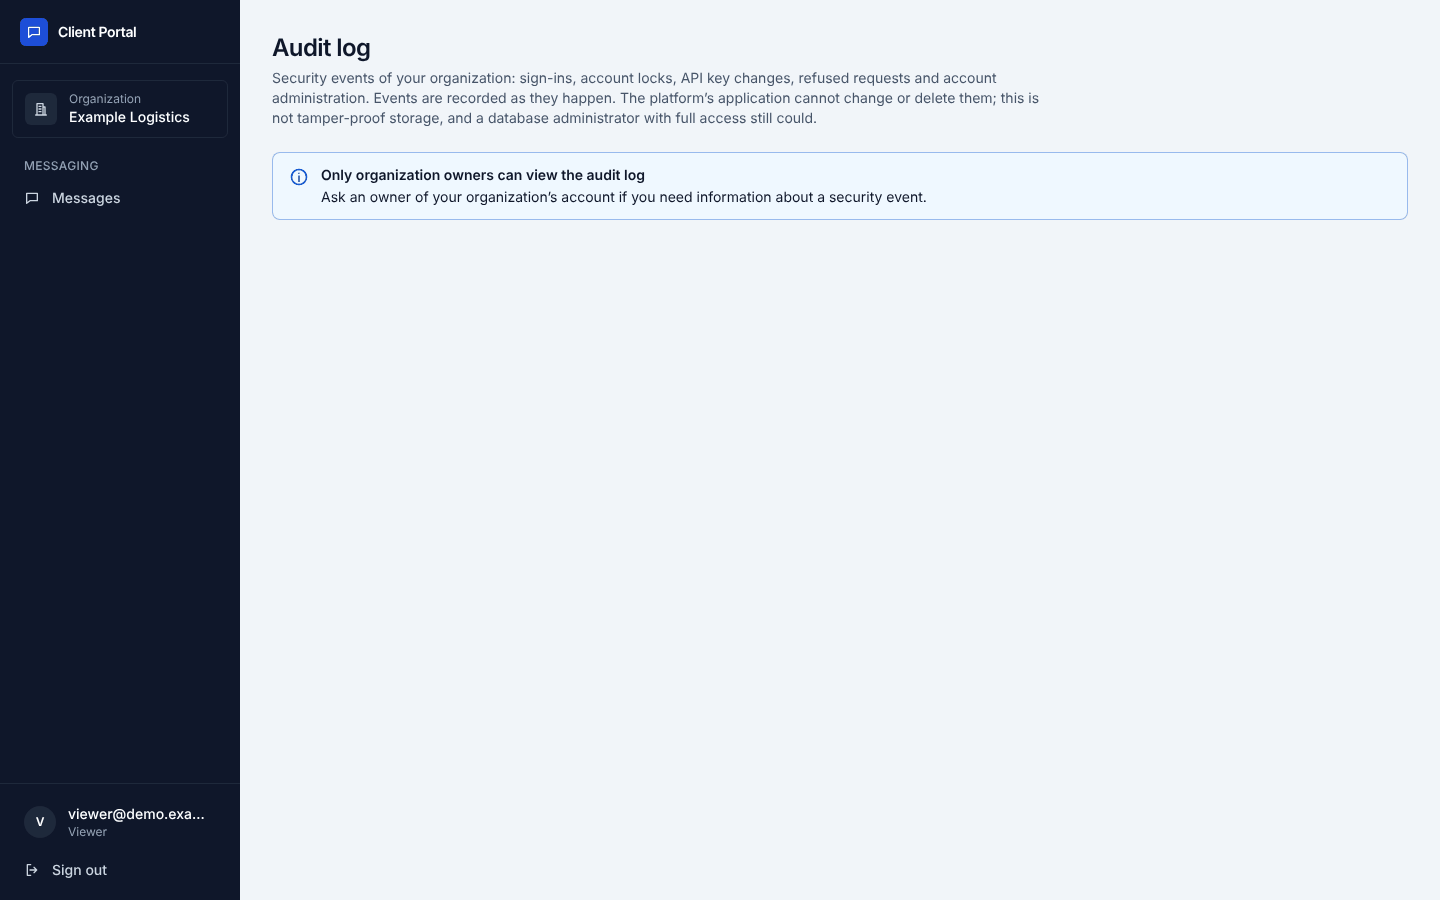 Client Portal
Organization
Example Logistics
MESSAGING
Messages
V
viewer@demo.exa…
Viewer
Sign out
Audit log
Security events of your organization: sign-ins, account locks, API key changes, refused requests and account
administration. Events are recorded as they happen. The platform’s application cannot change or delete them; this is
not tamper-proof storage, and a database administrator with full access still could.
Only organization owners can view the audit log
Ask an owner of your organization’s account if you need information about a security event.